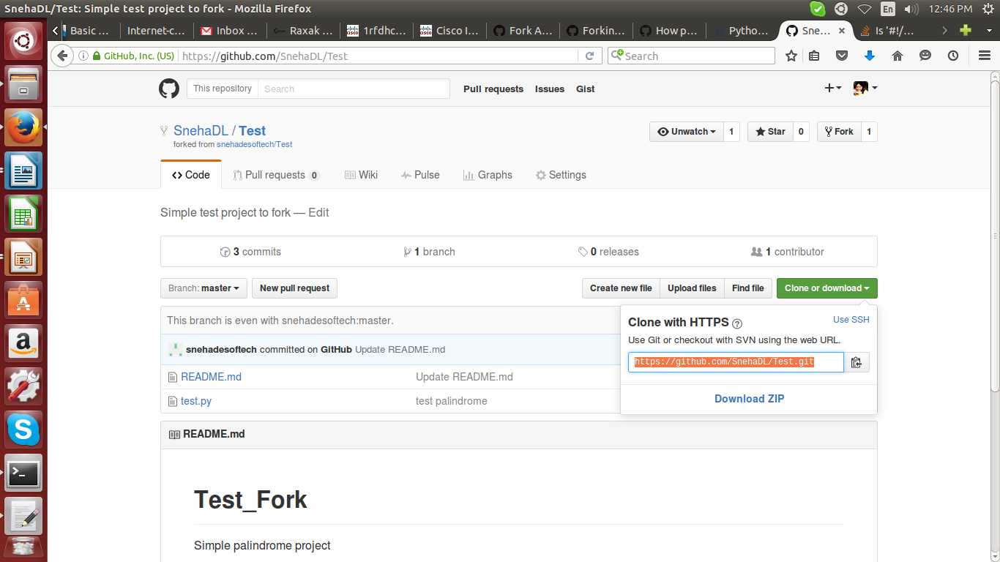 SnehaDL/Test: Simple test project to fork - Mozilla Firefox
En 12:46 PM
Basic ... Internet-c... Inbox ... Raxak ... 1rfdhc... Cisco I... Fork A... Forkin... How p... Pytho... Sne... × Is '#!/...
GitHub, Inc. (US) https://github.com/SnehaDL/Test Search
This repository Search Pull requests Issues Gist
SnehaDL / Test Unwatch 1 Star 0 Fork 1
forked from snehadesoftech/Test
Code Pull requests 0 Wiki Pulse Graphs Settings
Simple test project to fork — Edit
3 commits 1 branch 0 releases 1 contributor
Branch: master New pull request Create new file Upload files Find file Clone or download
This branch is even with snehadesoftech:master.
snehadesoftech committed on GitHub Update README.md
README.md Update README.md
test.py test palindrome
Clone with HTTPS ? Use SSH
Use Git or checkout with SVN using the web URL.
https://github.com/SnehaDL/Test.git
Download ZIP
README.md
Test_Fork
Simple palindrome project